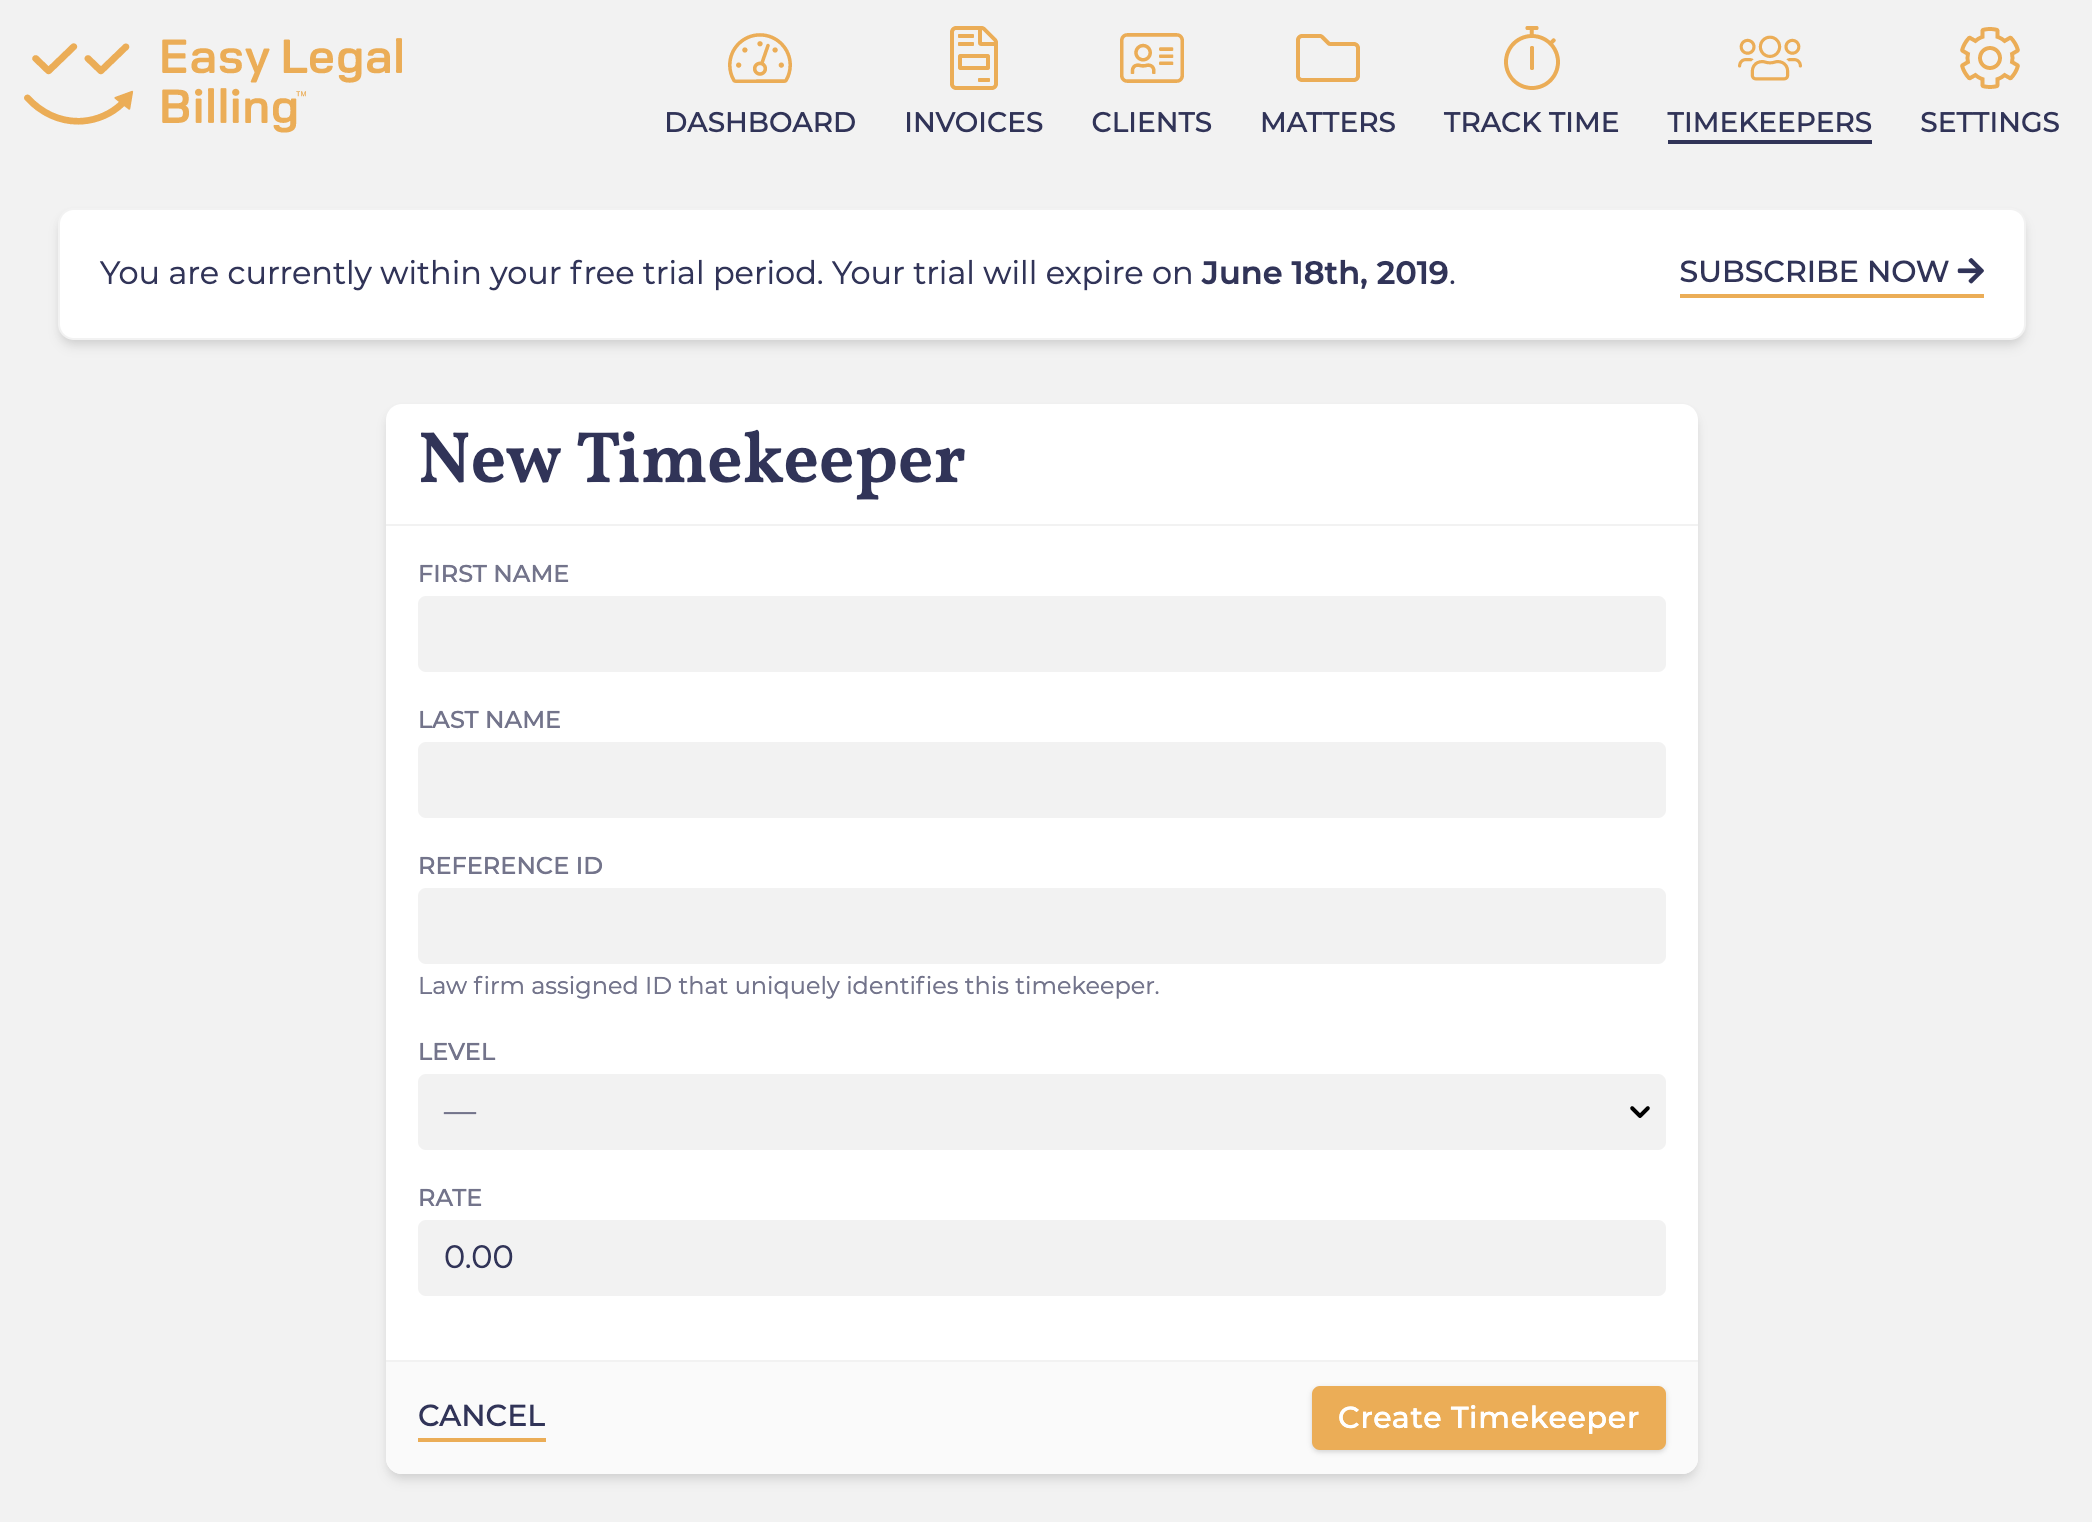 Easy Legal
Billing™
DASHBOARD
INVOICES
CLIENTS
MATTERS
TRACK TIME
TIMEKEEPERS
SETTINGS
You are currently within your free trial period. Your trial will expire on June 18th, 2019.
SUBSCRIBE NOW →
New Timekeeper
FIRST NAME
LAST NAME
REFERENCE ID
Law firm assigned ID that uniquely identifies this timekeeper.
LEVEL
—
RATE
0.00
CANCEL
Create Timekeeper